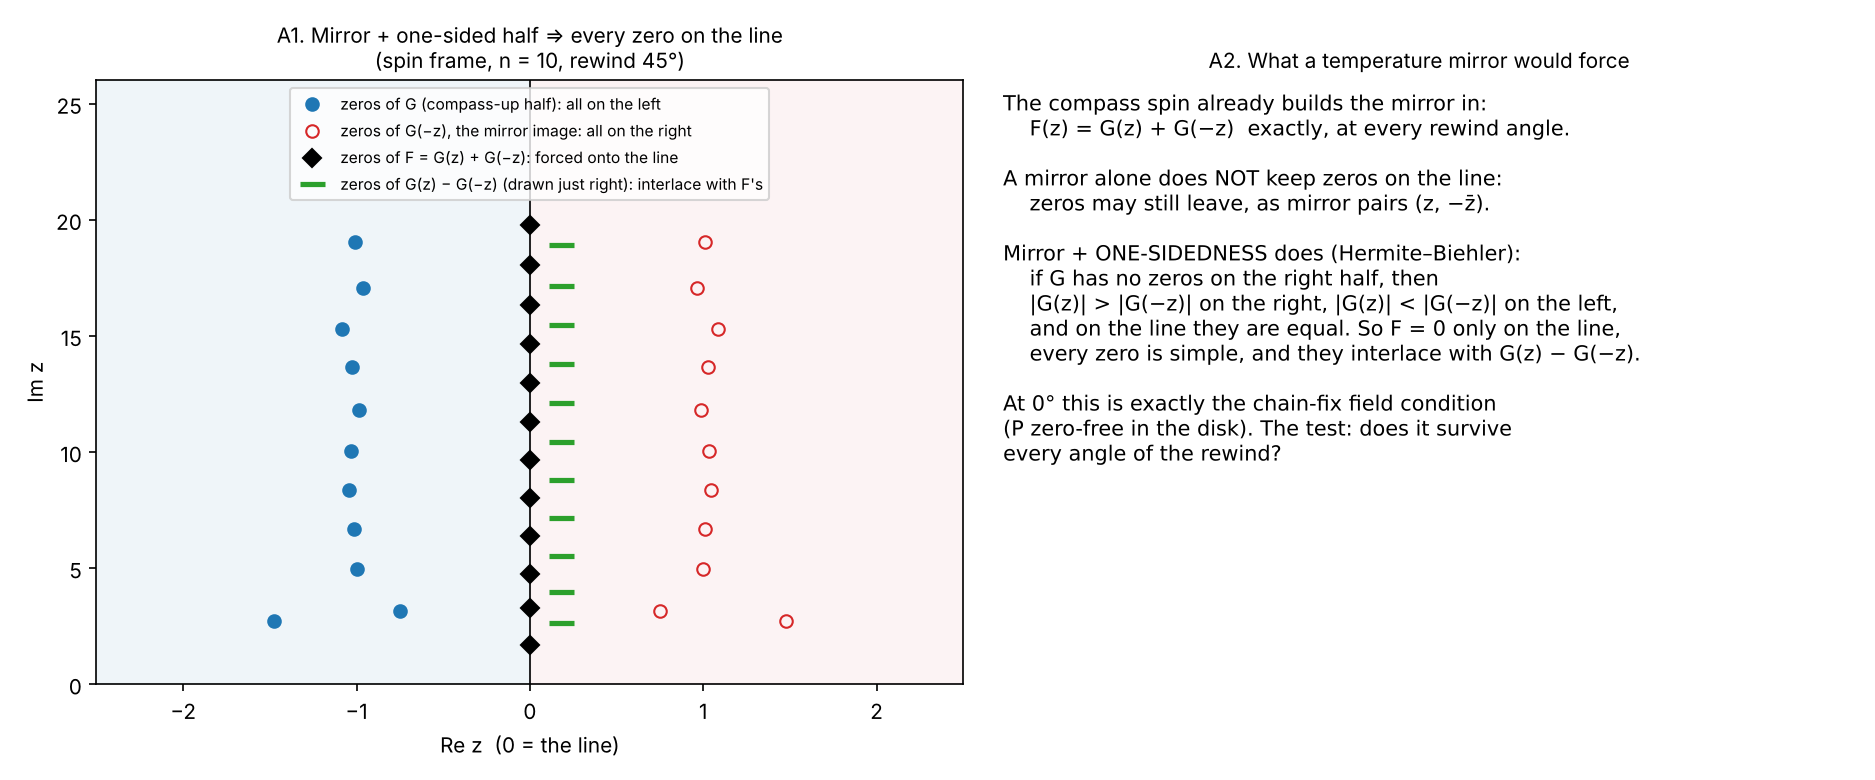 A1. Mirror + one-sided half ⇒ every zero on the line
(spin frame, n = 10, rewind 45°)
zeros of G (compass-up half): all on the left
zeros of G(−z), the mirror image: all on the right
zeros of F = G(z) + G(−z): forced onto the line
zeros of G(z) − G(−z) (drawn just right): interlace with F's
25
20
15
10
5
0
Im z
−2
−1
0
1
2
Re z (0 = the line)
A2. What a temperature mirror would force
The compass spin already builds the mirror in:
F(z) = G(z) + G(−z) exactly, at every rewind angle.
A mirror alone does NOT keep zeros on the line:
zeros may still leave, as mirror pairs (z, −z̄).
Mirror + ONE-SIDEDNESS does (Hermite–Biehler):
if G has no zeros on the right half, then
|G(z)| > |G(−z)| on the right, |G(z)| < |G(−z)| on the left,
and on the line they are equal. So F = 0 only on the line,
every zero is simple, and they interlace with G(z) − G(−z).
At 0° this is exactly the chain-fix field condition
(P zero-free in the disk). The test: does it survive
every angle of the rewind?